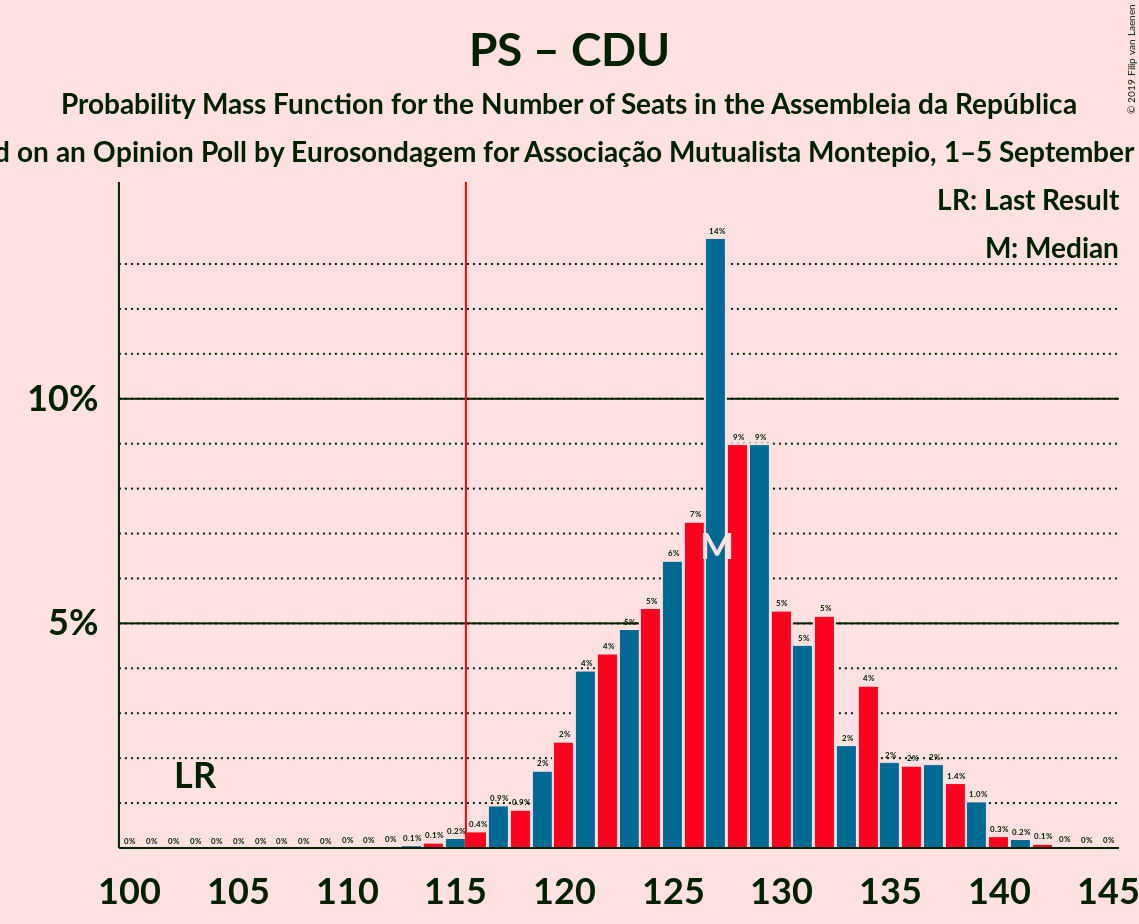 © 2019 Filip van Laenen
PS – CDU
Probability Mass Function for the Number of Seats in the Assembleia da República
d on an Opinion Poll by Eurosondagem for Associação Mutualista Montepio, 1–5 September
LR: Last Result
M: Median
10%
5%
LR
M
0% 0% 0% 0% 0% 0% 0% 0% 0% 0% 0% 0% 0% 0.1% 0.1% 0.2% 0.4% 0.9% 0.9% 2% 2% 4% 4% 5% 5% 6% 7% 14% 9% 9% 5% 5% 5% 2% 4% 2% 2% 2% 1.4% 1.0% 0.3% 0.2% 0.1% 0% 0% 0%
100 105 110 115 120 125 130 135 140 145